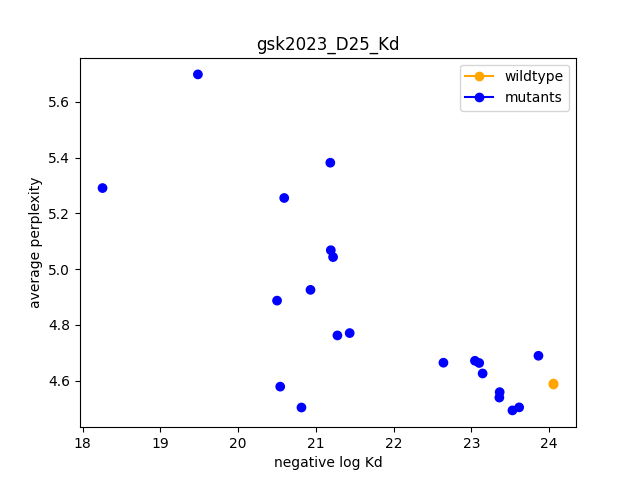 gsk2023_D25_Kd
wildtype
mutants
5.6
5.4
5.2
5.0
4.8
4.6
average perplexity
18 19 20 21 22 23 24
negative log Kd